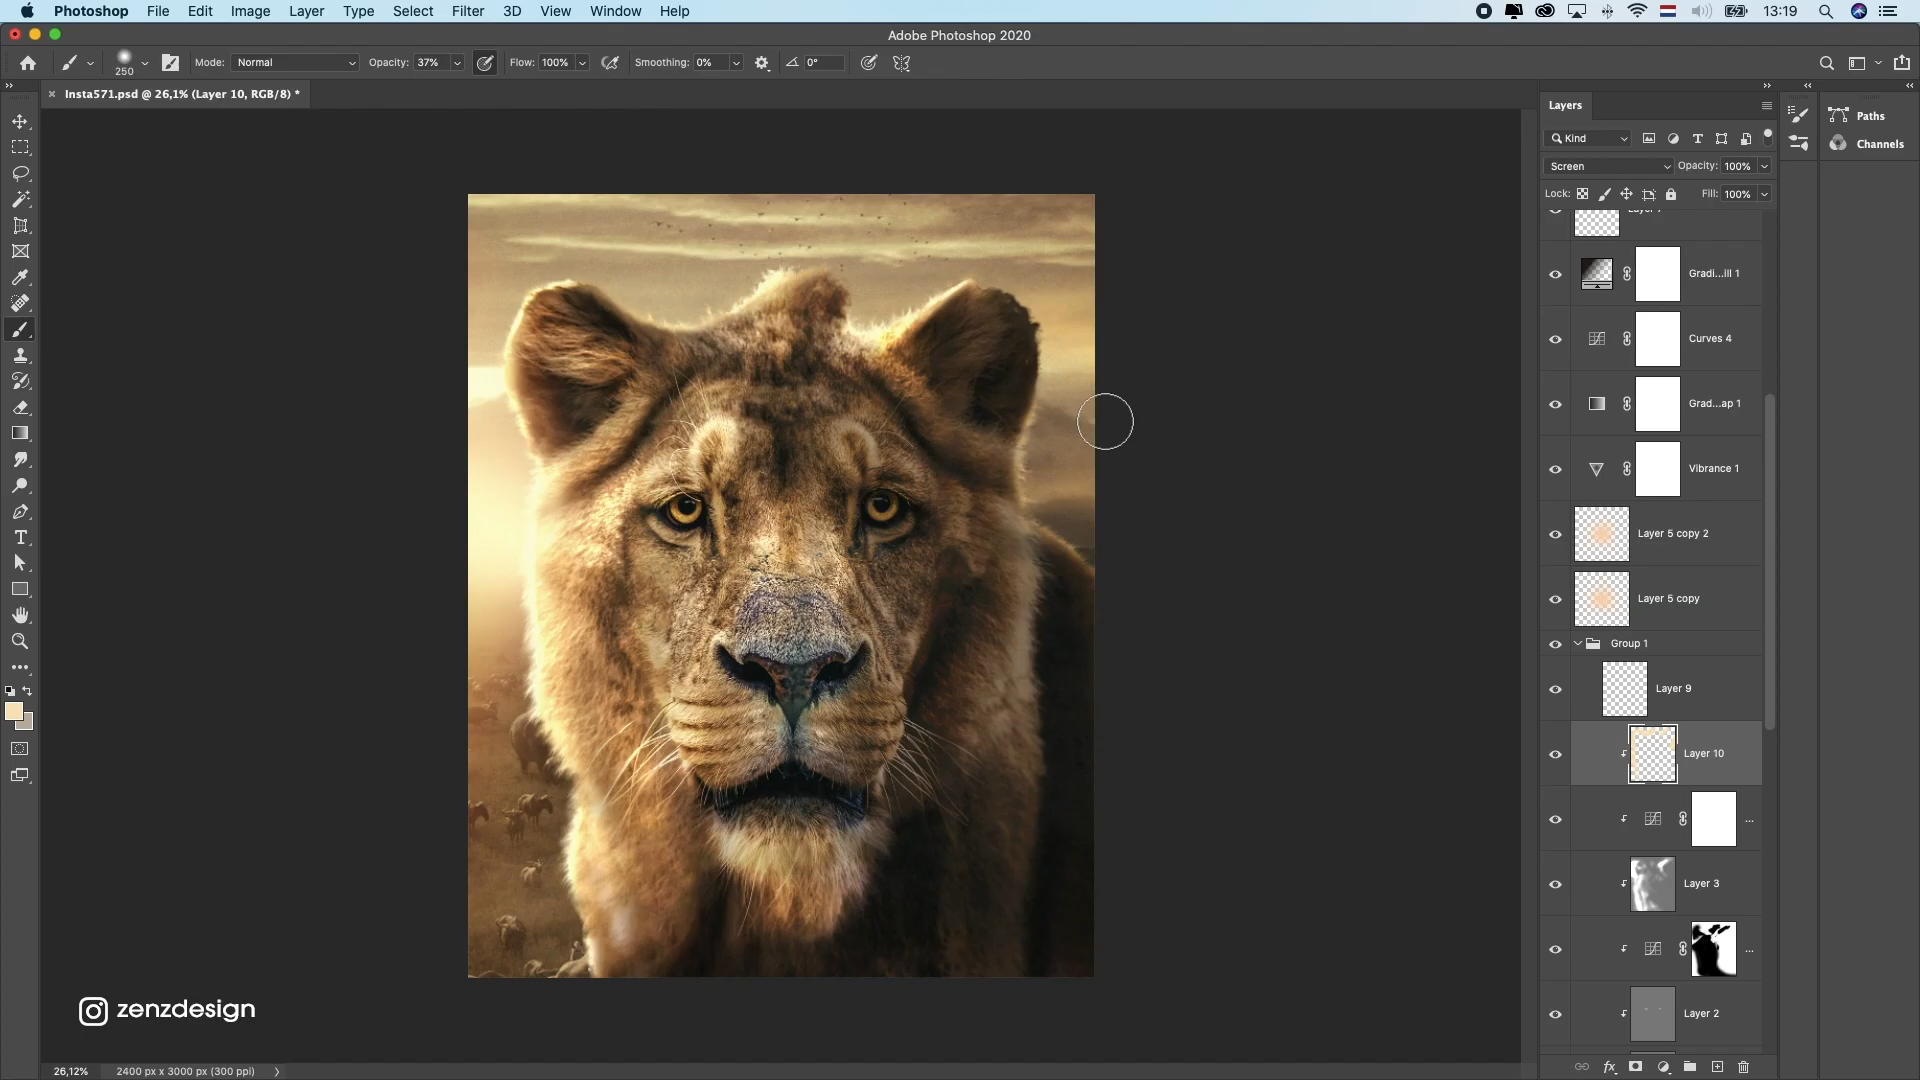 Photoshop File Edit Image Layer Type Select Filter 3D View Window Help 13:19
Adobe Photoshop 2020
250 Mode: Normal Opacity: 37% Flow: 100% Smoothing: 0% 0°
Insta571.psd @ 26,1% (Layer 10, RGB/8) *
Layers
Paths
Channels
Kind
Screen Opacity: 100%
Lock: Fill: 100%
Gradi...ill 1
Curves 4
Grad...ap 1
Vibrance 1
Layer 5 copy 2
Layer 5 copy
Group 1
Layer 9
Layer 10
...
Layer 3
...
Layer 2
zenzdesign
26,12% 2400 px x 3000 px (300 ppi)